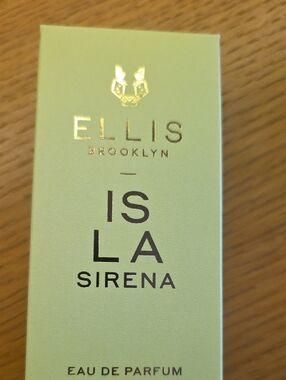 ELLIS
BROOKLYN
IS
LA
SIRENA
EAU DE PARFUM